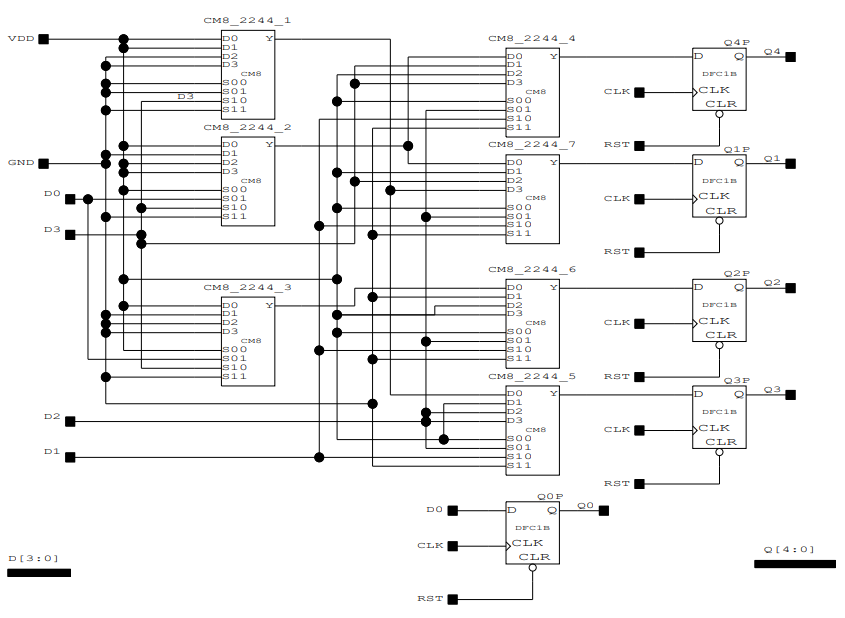 CM8_2244_1
VDD
D0
D1
D2
D3
Y
CM8
S00
S01
S10
S11
D3
CM8_2244_2
D0
D1
D2
D3
Y
CM8
S00
S01
S10
S11
GND
D0
D3
CM8_2244_3
D0
D1
D2
D3
Y
CM8
S00
S01
S10
S11
D2
D1
CM8_2244_4
D0
D1
D2
D3
Y
CM8
S00
S01
S10
S11
CM8_2244_7
D0
D1
D2
D3
Y
CM8
S00
S01
S10
S11
CM8_2244_6
D0
D1
D2
D3
Y
CM8
S00
S01
S10
S11
CM8_2244_5
D0
D1
D2
D3
Y
CM8
S00
S01
S10
S11
Q4P
D Q
Q4
DFC1B
CLK
CLK
CLR
RST
Q1P
D Q
Q1
DFC1B
CLK
CLK
CLR
RST
Q2P
D Q
Q2
DFC1B
CLK
CLK
CLR
RST
Q3P
D Q
Q3
DFC1B
CLK
CLK
CLR
RST
Q0P
D0
D Q
Q0
DFC1B
CLK
CLK
CLR
RST
D[3:0]
Q[4:0]